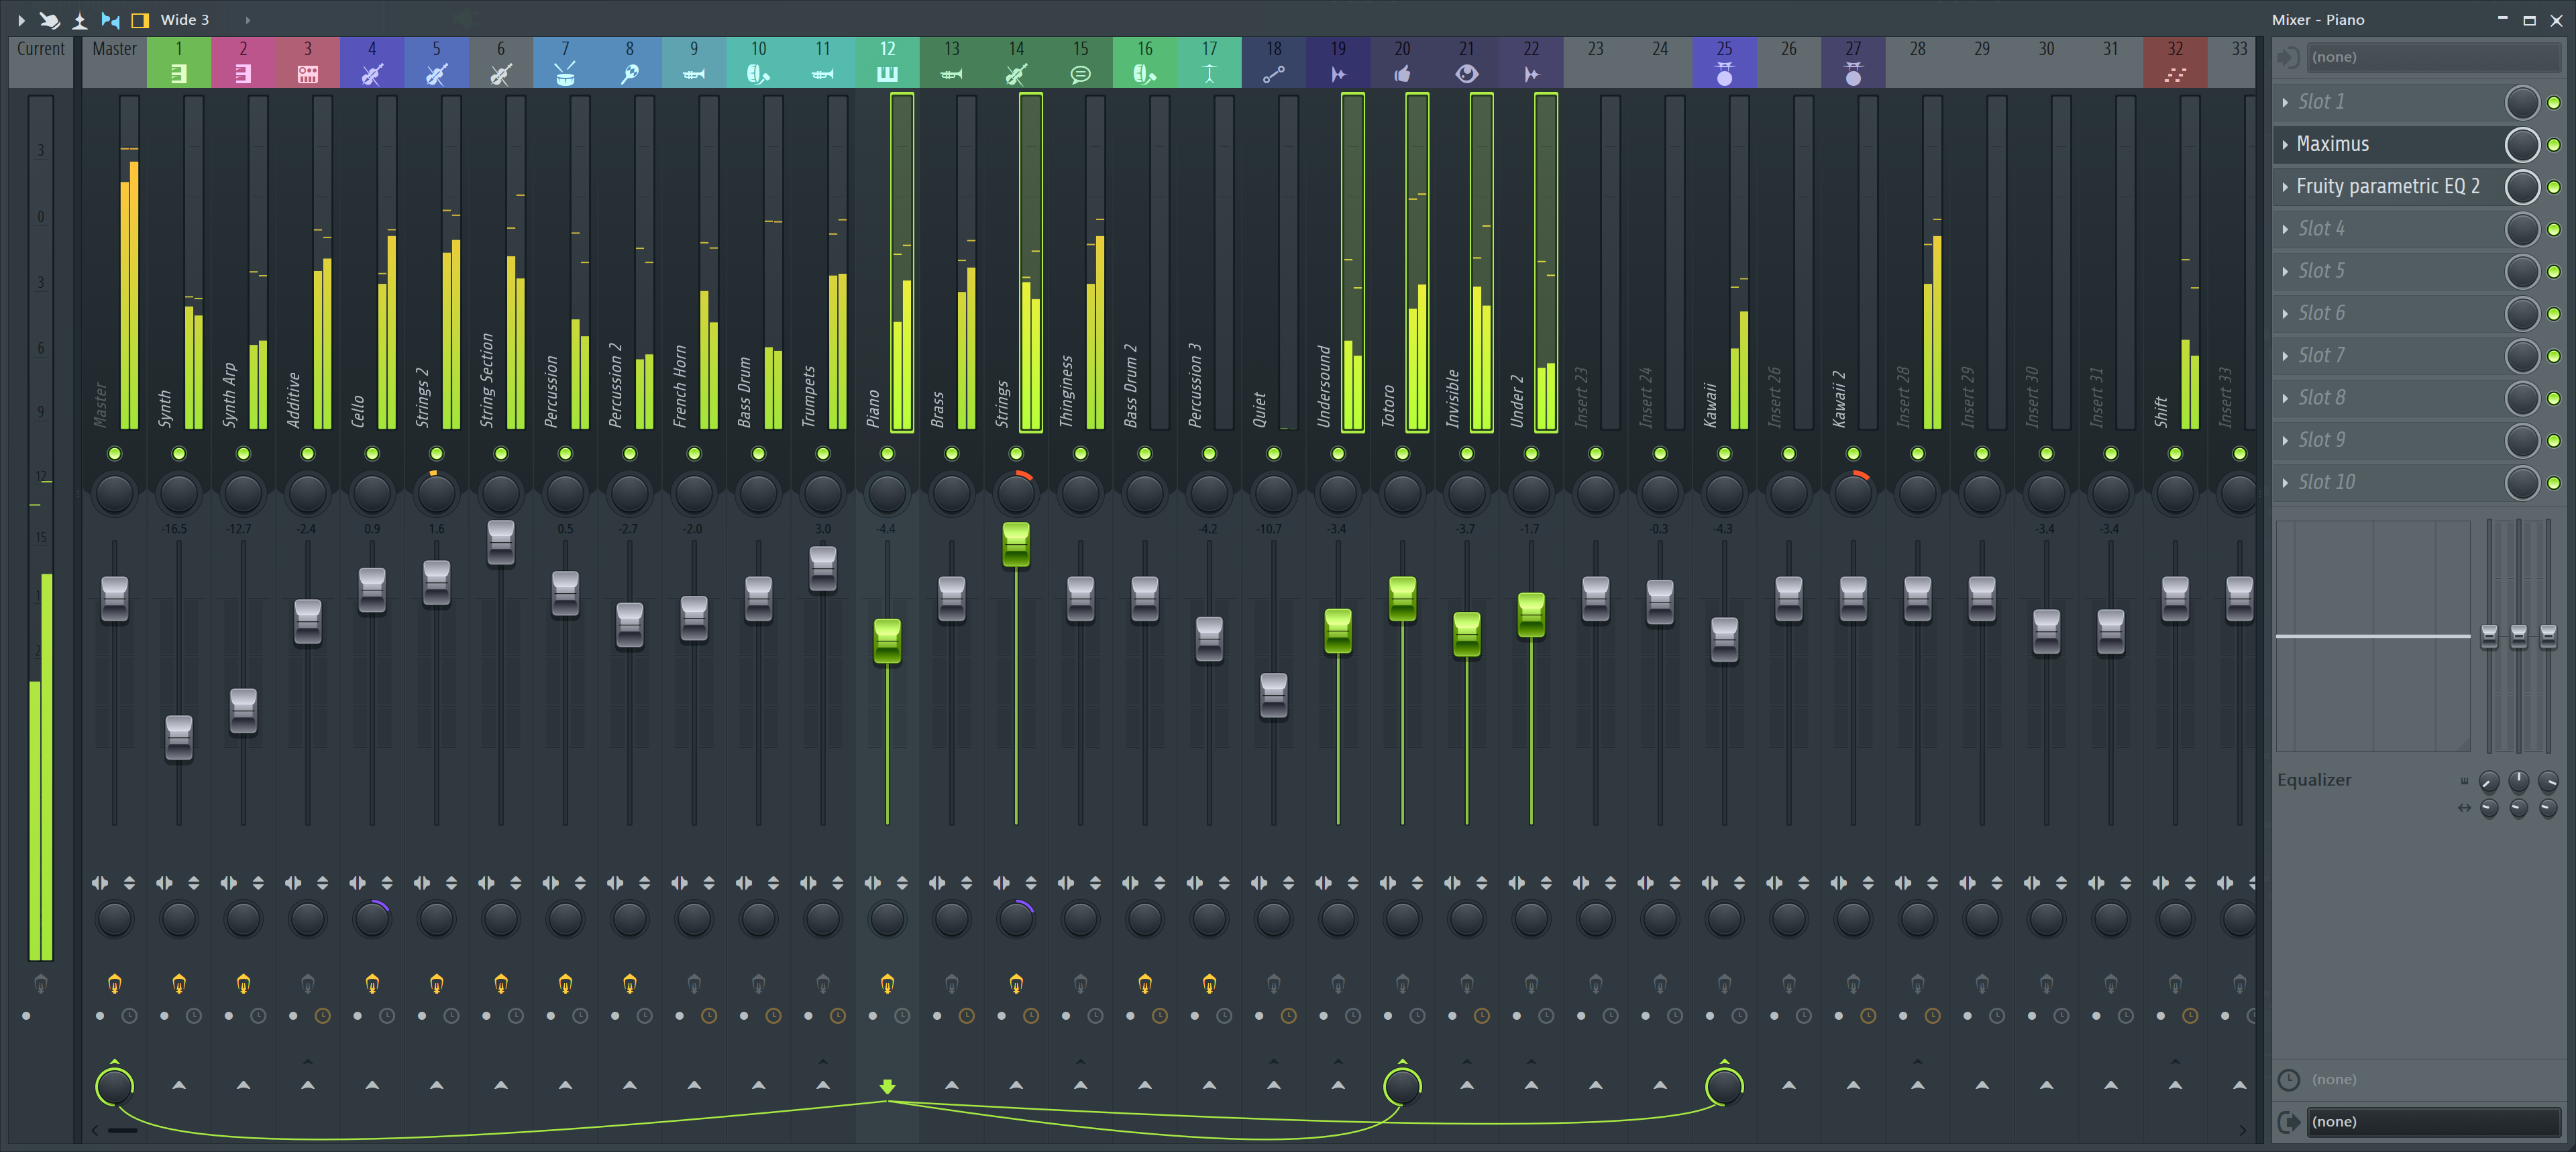 Wide 3
Mixer - Piano
Current Master 1 2 3 4 5 6 7 8 9 10 11 12 13 14 15 16 17 18 19 20 21 22 23 24 25 26 27 28 29 30 31 32 33
3
0
3
6
9
12
15
Master
Synth
Synth Arp
Additive
Cello
Strings 2
String Section
Percussion
Percussion 2
French Horn
Bass Drum
Trumpets
Piano
Brass
Strings
Thinginess
Bass Drum 2
Percussion 3
Quiet
Undersound
Totoro
Invisible
Under 2
Insert 23
Insert 24
Kawaii
Insert 26
Kawaii 2
Insert 28
Insert 29
Insert 30
Insert 31
Shift
Insert 33
-16.5 -12.7 -2.4 0.9 1.6 0.5 -2.7 -2.0 3.0 -4.4 -4.2 -10.7 -3.4 -3.7 -1.7 -0.3 -4.3 -3.4 -3.4
(none)
Slot 1
Maximus
Fruity parametric EQ 2
Slot 4
Slot 5
Slot 6
Slot 7
Slot 8
Slot 9
Slot 10
Equalizer
(none)
(none)